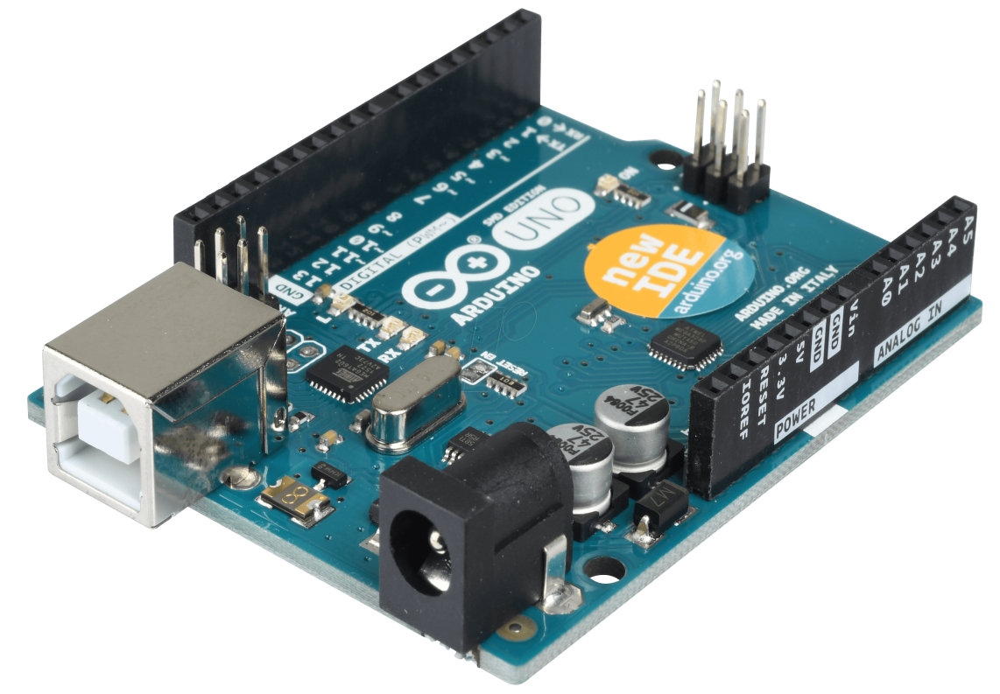 TX→
RX←
0
1
2
~3
4
~5
~6
7
8
~9
~10
~11
12
13
GND
DIGITAL (PWM~)
SMD EDITION
UNO
ARDUINO
ON
new
IDE
arduino.org
ARDUINO.ORG
MADE IN ITALY
L
TX
RX
RESET EN
47
25V
47
25V
M7
8
A5
A4
A3
A2
A1
A0
ANALOG IN
Vin
GND
GND
5V
3.3V
RESET
IOREF
POWER